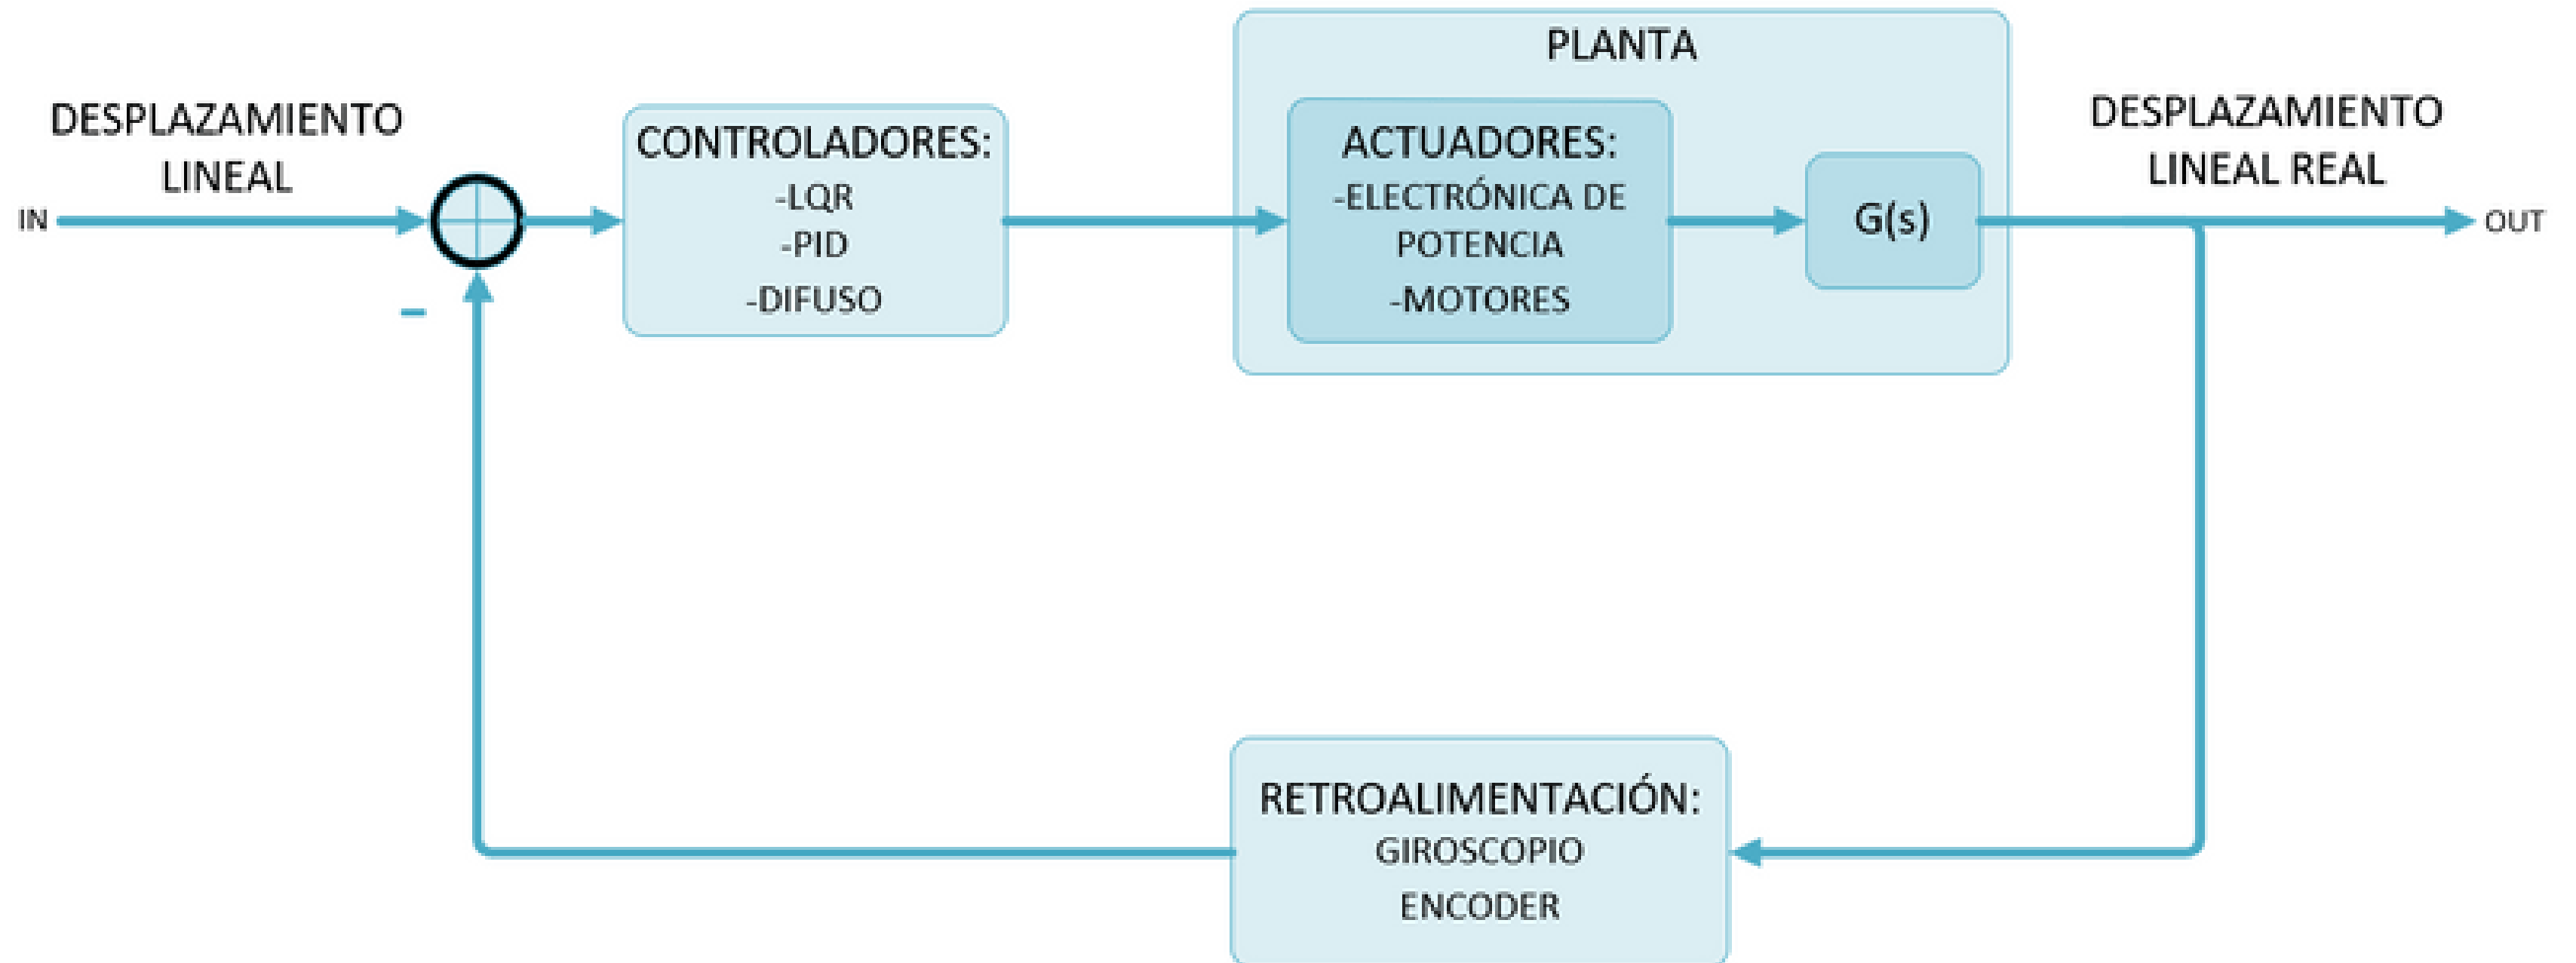 DESPLAZAMIENTO
LINEAL
IN
–
CONTROLADORES:
-LQR
-PID
-DIFUSO
PLANTA
ACTUADORES:
-ELECTRÓNICA DE
POTENCIA
-MOTORES
G(s)
DESPLAZAMIENTO
LINEAL REAL
OUT
RETROALIMENTACIÓN:
GIROSCOPIO
ENCODER